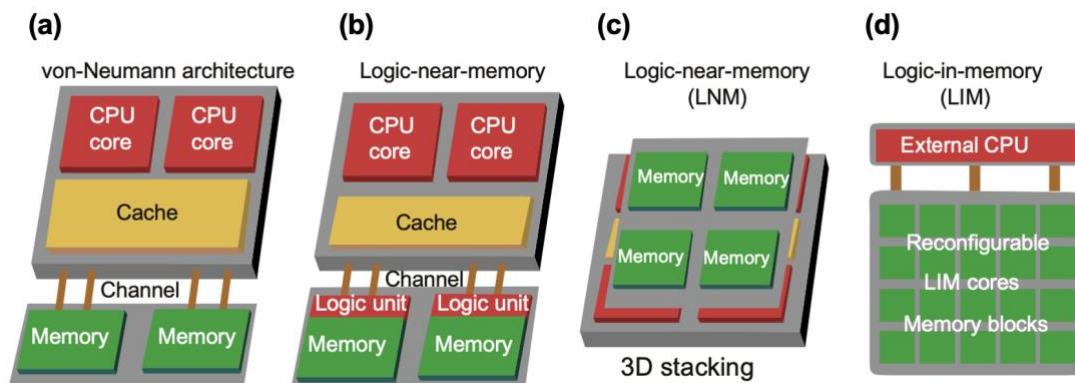 (a)
von-Neumann architecture
CPU
core
CPU
core
Cache
Channel
Memory
Memory
(b)
Logic-near-memory
CPU
core
CPU
core
Cache
Channel
Logic unit
Logic unit
Memory
Memory
(c)
Logic-near-memory
(LNM)
Memory
Memory
Memory
Memory
3D stacking
(d)
Logic-in-memory
(LIM)
External CPU
Reconfigurable
LIM cores
Memory blocks